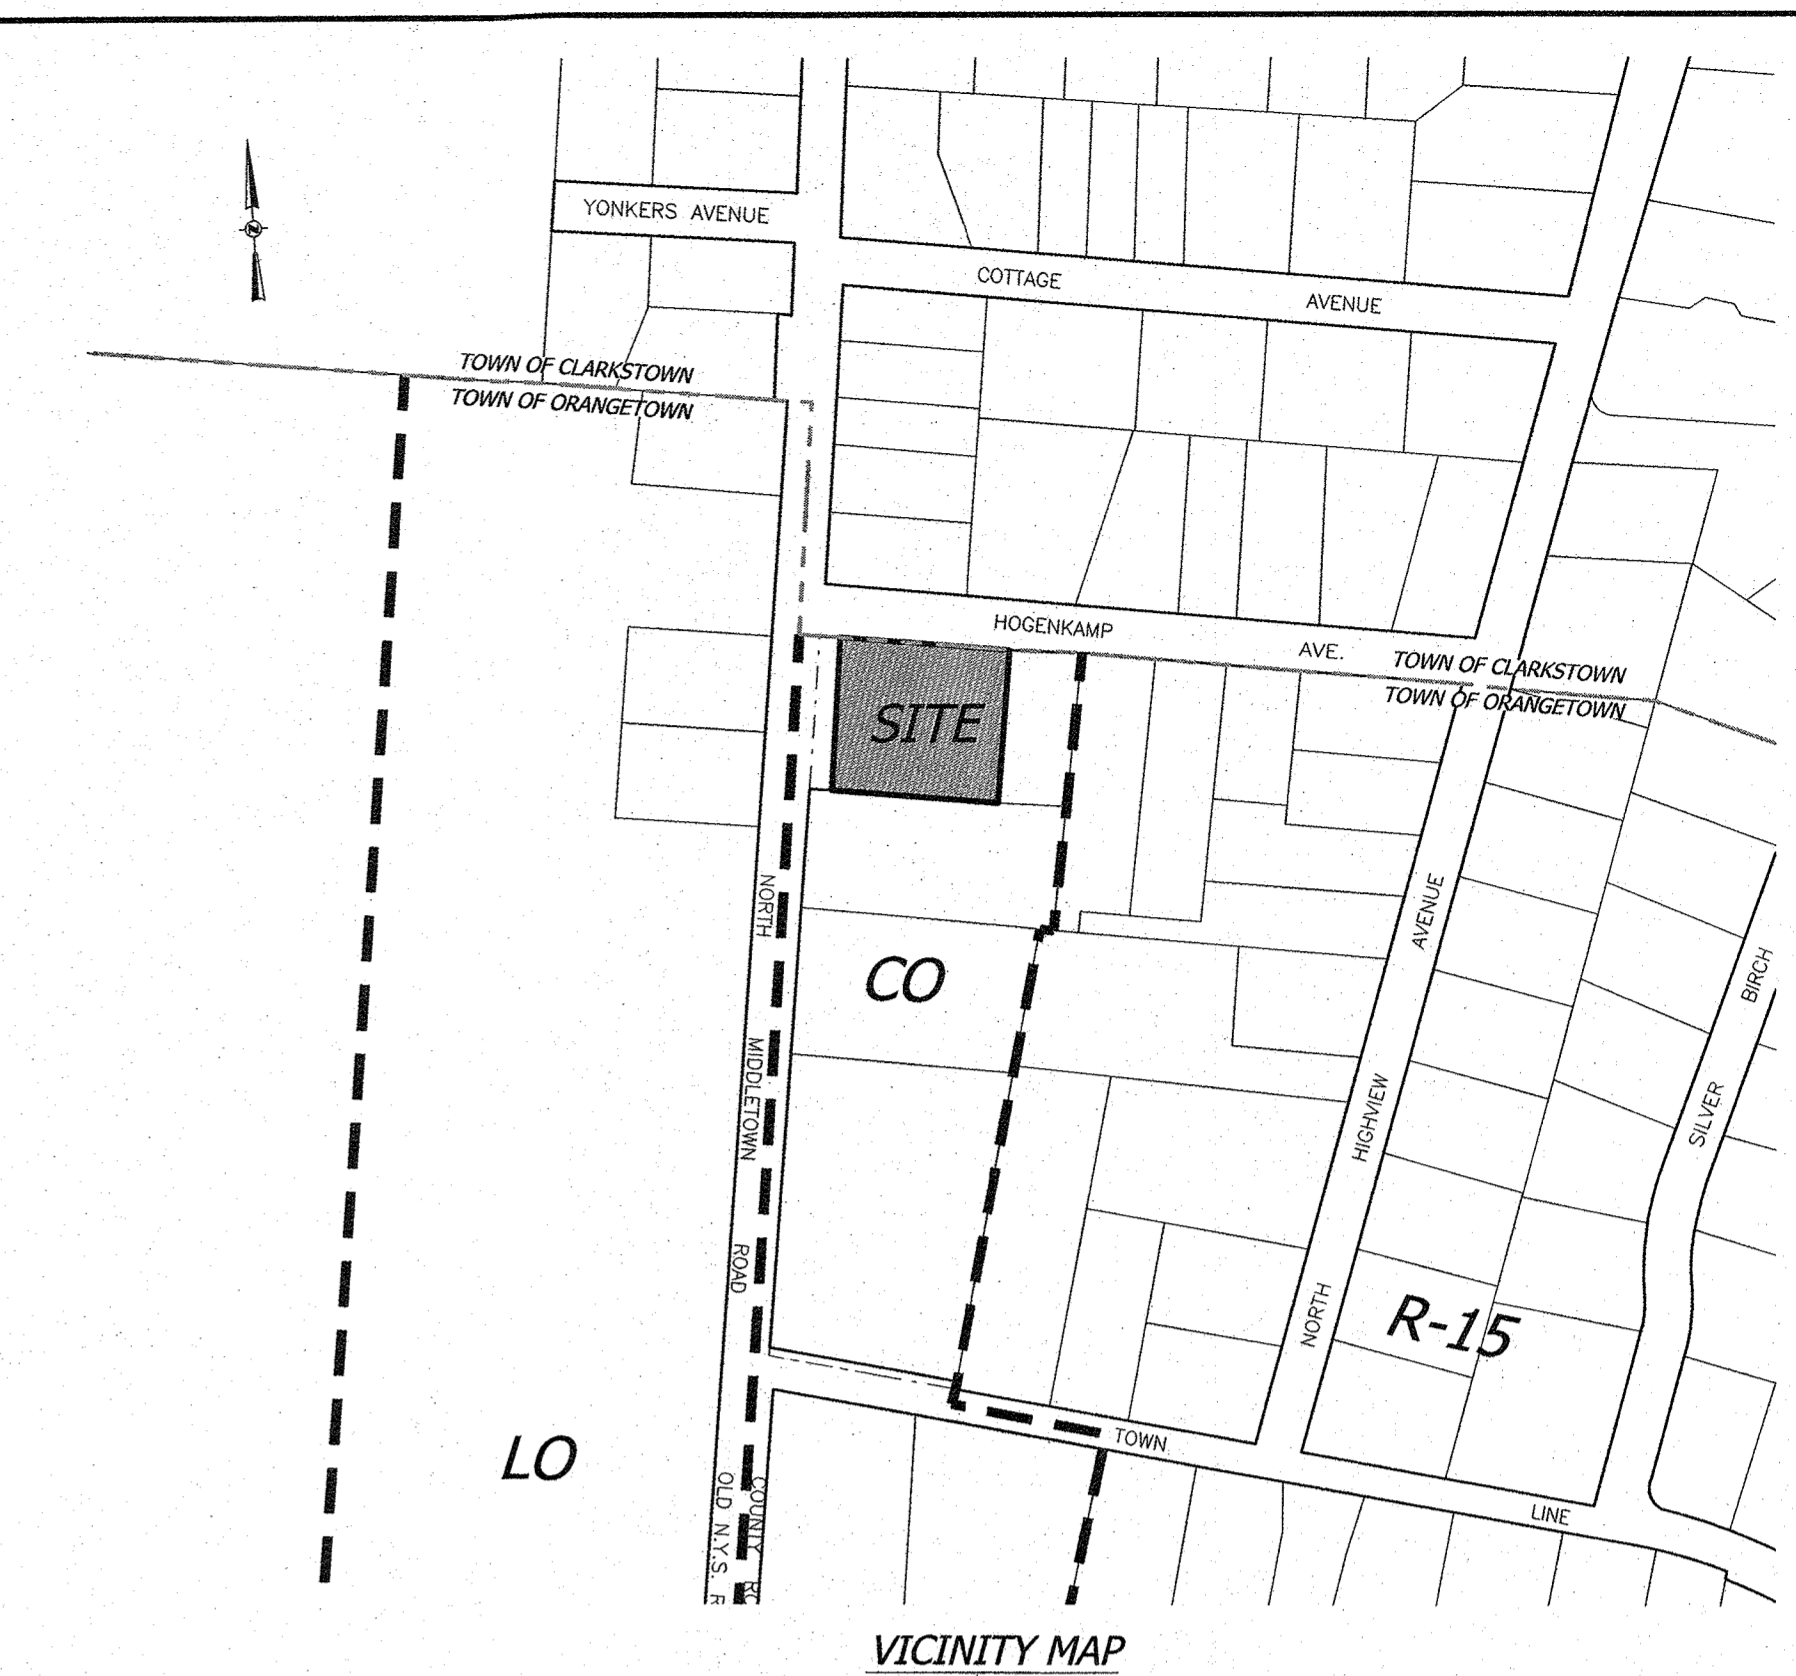 YONKERS AVENUE
COTTAGE AVENUE
TOWN OF CLARKSTOWN
TOWN OF ORANGETOWN
HOGENKAMP AVE.
TOWN OF CLARKSTOWN
TOWN OF ORANGETOWN
SITE
NORTH MIDDLETOWN ROAD
CO
NORTH HIGHVIEW AVENUE
SILVER BIRCH
R-15
LO
TOWN LINE
COUNTY
OLD N.Y.S.
N
VICINITY MAP